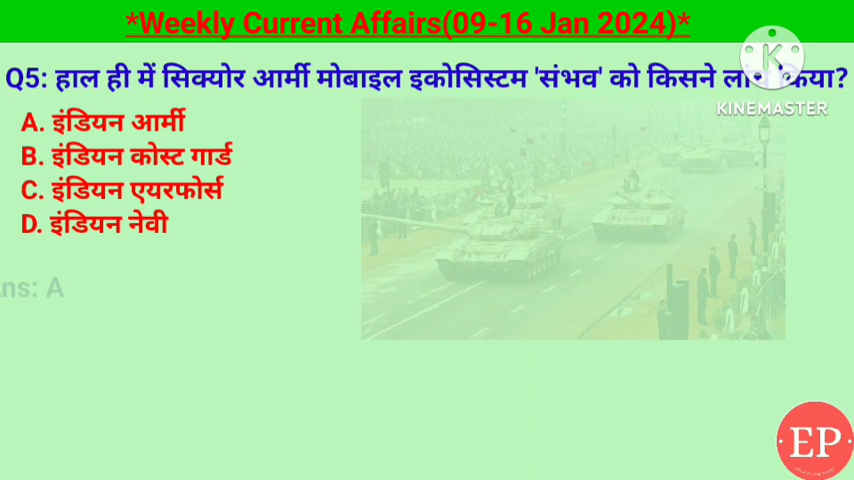 *Weekly Current Affairs(09-16 Jan 2024)*
Q5: हाल ही में सिक्योर आर्मी मोबाइल इकोसिस्टम 'संभव' को किसने लांच किया?
KINEMASTER
A. इंडियन आर्मी
B. इंडियन कोस्ट गार्ड
C. इंडियन एयरफोर्स
D. इंडियन नेवी
Ans: A
EP